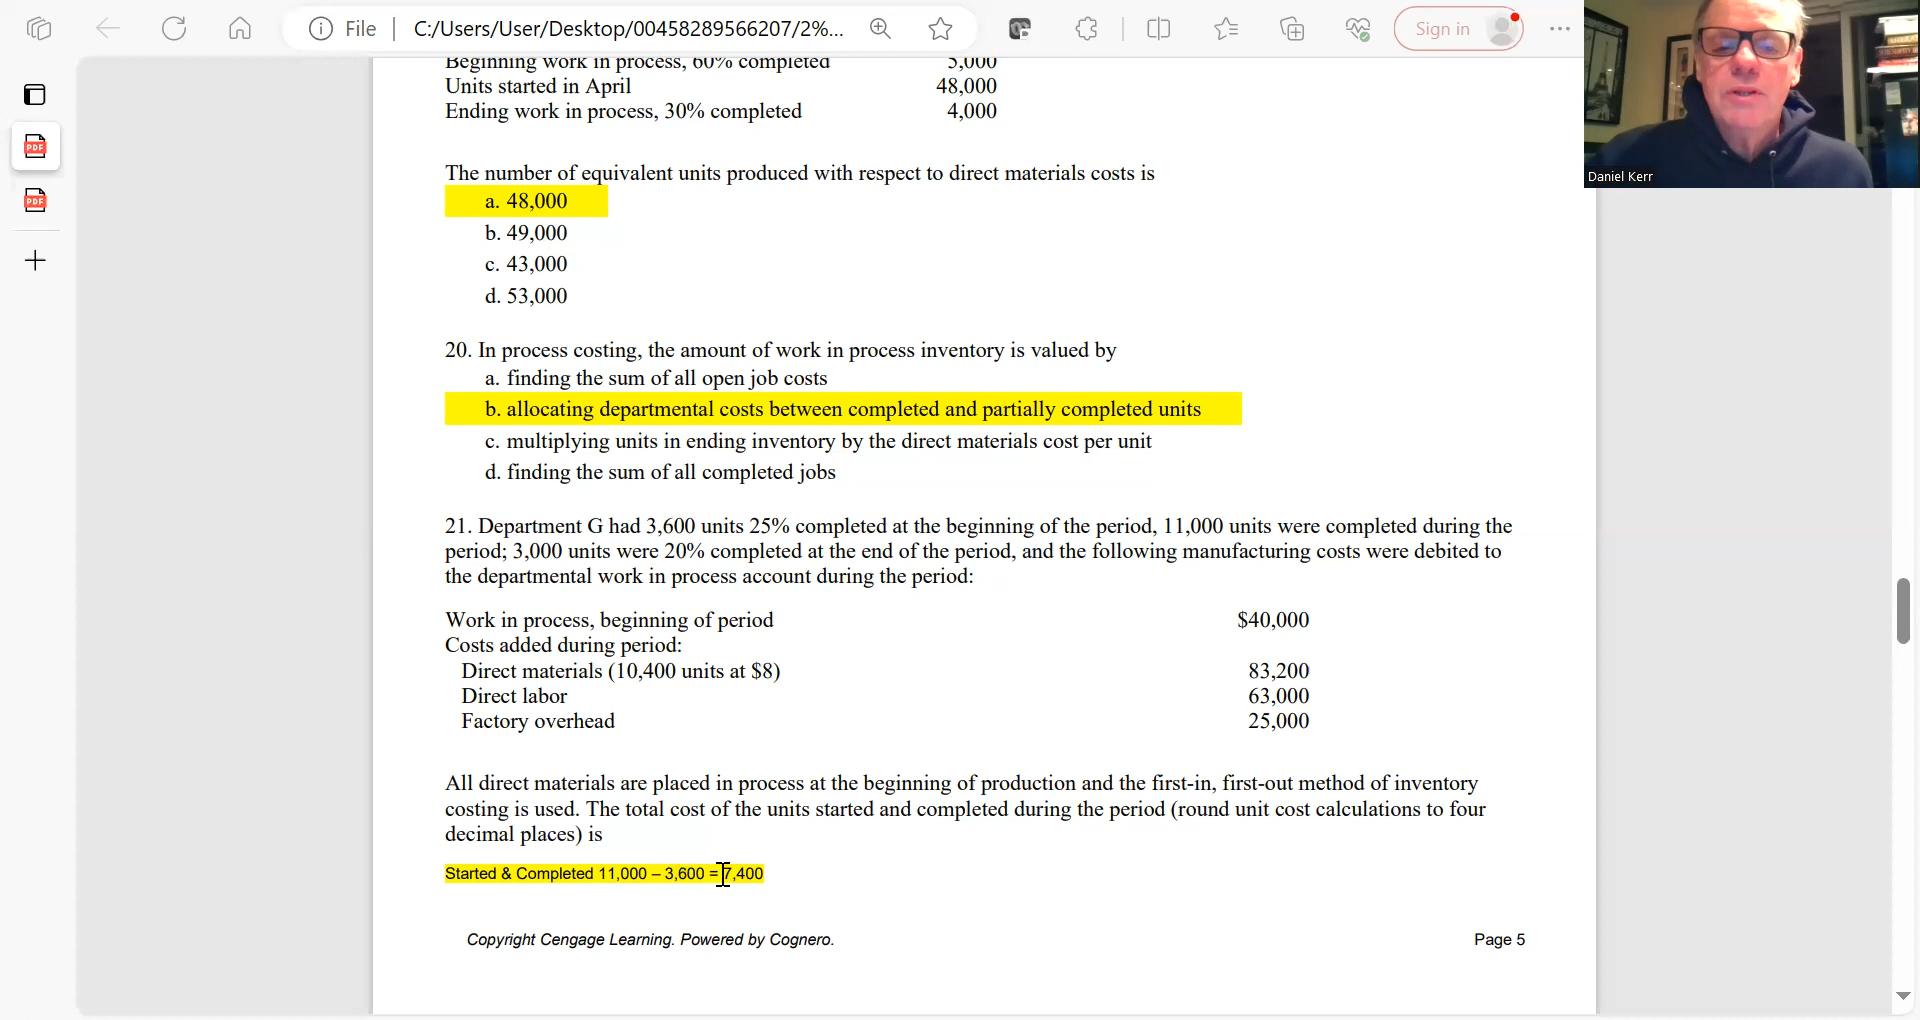 File
C:/Users/User/Desktop/00458289566207/2%...
Sign in
Daniel Kerr
PDF
PDF
Beginning work in process, 60% completed 5,000
Units started in April 48,000
Ending work in process, 30% completed 4,000
The number of equivalent units produced with respect to direct materials costs is
a. 48,000
b. 49,000
c. 43,000
d. 53,000
20. In process costing, the amount of work in process inventory is valued by
a. finding the sum of all open job costs
b. allocating departmental costs between completed and partially completed units
c. multiplying units in ending inventory by the direct materials cost per unit
d. finding the sum of all completed jobs
21. Department G had 3,600 units 25% completed at the beginning of the period, 11,000 units were completed during the
period; 3,000 units were 20% completed at the end of the period, and the following manufacturing costs were debited to
the departmental work in process account during the period:
Work in process, beginning of period $40,000
Costs added during period:
Direct materials (10,400 units at $8) 83,200
Direct labor 63,000
Factory overhead 25,000
All direct materials are placed in process at the beginning of production and the first-in, first-out method of inventory
costing is used. The total cost of the units started and completed during the period (round unit cost calculations to four
decimal places) is
Started & Completed 11,000 – 3,600 = 7,400
Copyright Cengage Learning. Powered by Cognero. Page 5